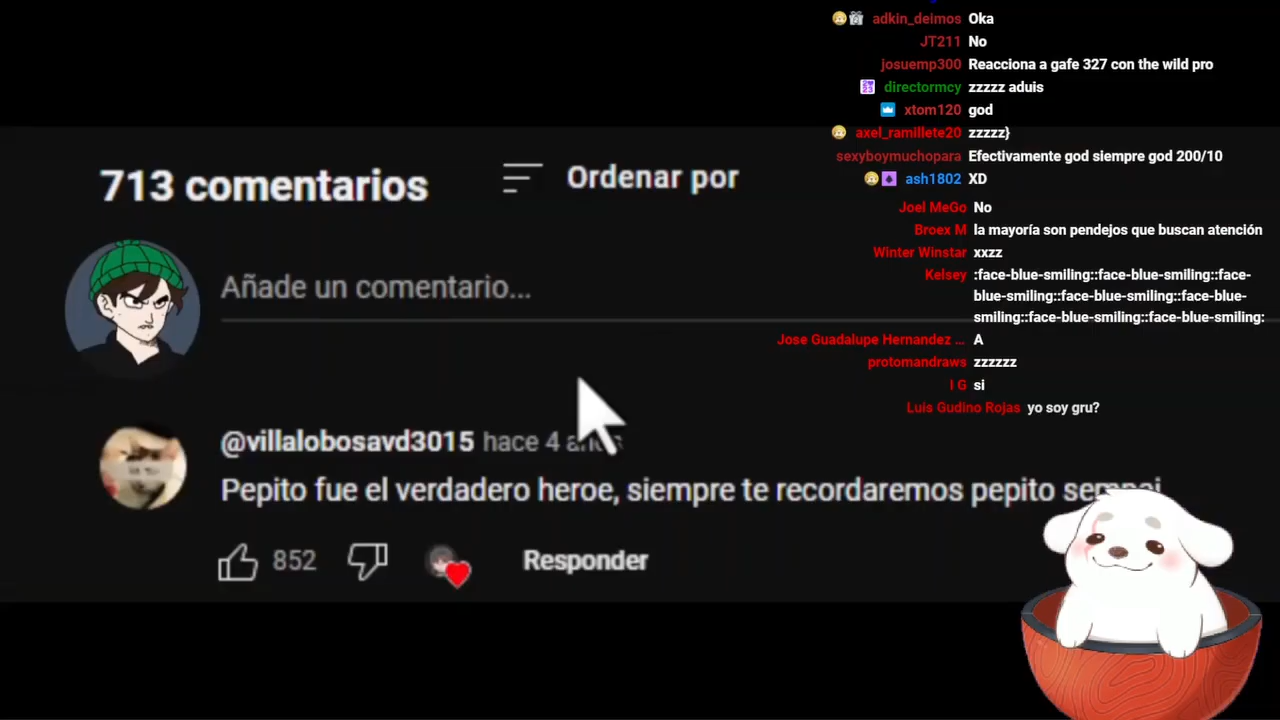 adkin_deimos Oka
JT211 No
josuemp300 Reacciona a gafe 327 con the wild pro
directormcy zzzzz aduis
xtom120 god
axel_ramillete20 zzzzz}
sexyboymuchopara Efectivamente god siempre god 200/10
ash1802 XD
Joel MeGo No
Broex M la mayoría son pendejos que buscan atención
Winter Winstar xxzz
Kelsey :face-blue-smiling::face-blue-smiling::face-
blue-smiling::face-blue-smiling::face-blue-
smiling::face-blue-smiling::face-blue-smiling:
Jose Guadalupe Hernandez ... A
protomandraws zzzzzz
I G si
Luis Gudino Rojas yo soy gru?
713 comentarios
Ordenar por
Añade un comentario...
@villalobosavd3015 hace 4 años
Pepito fue el verdadero heroe, siempre te recordaremos pepito sempai
852
Responder